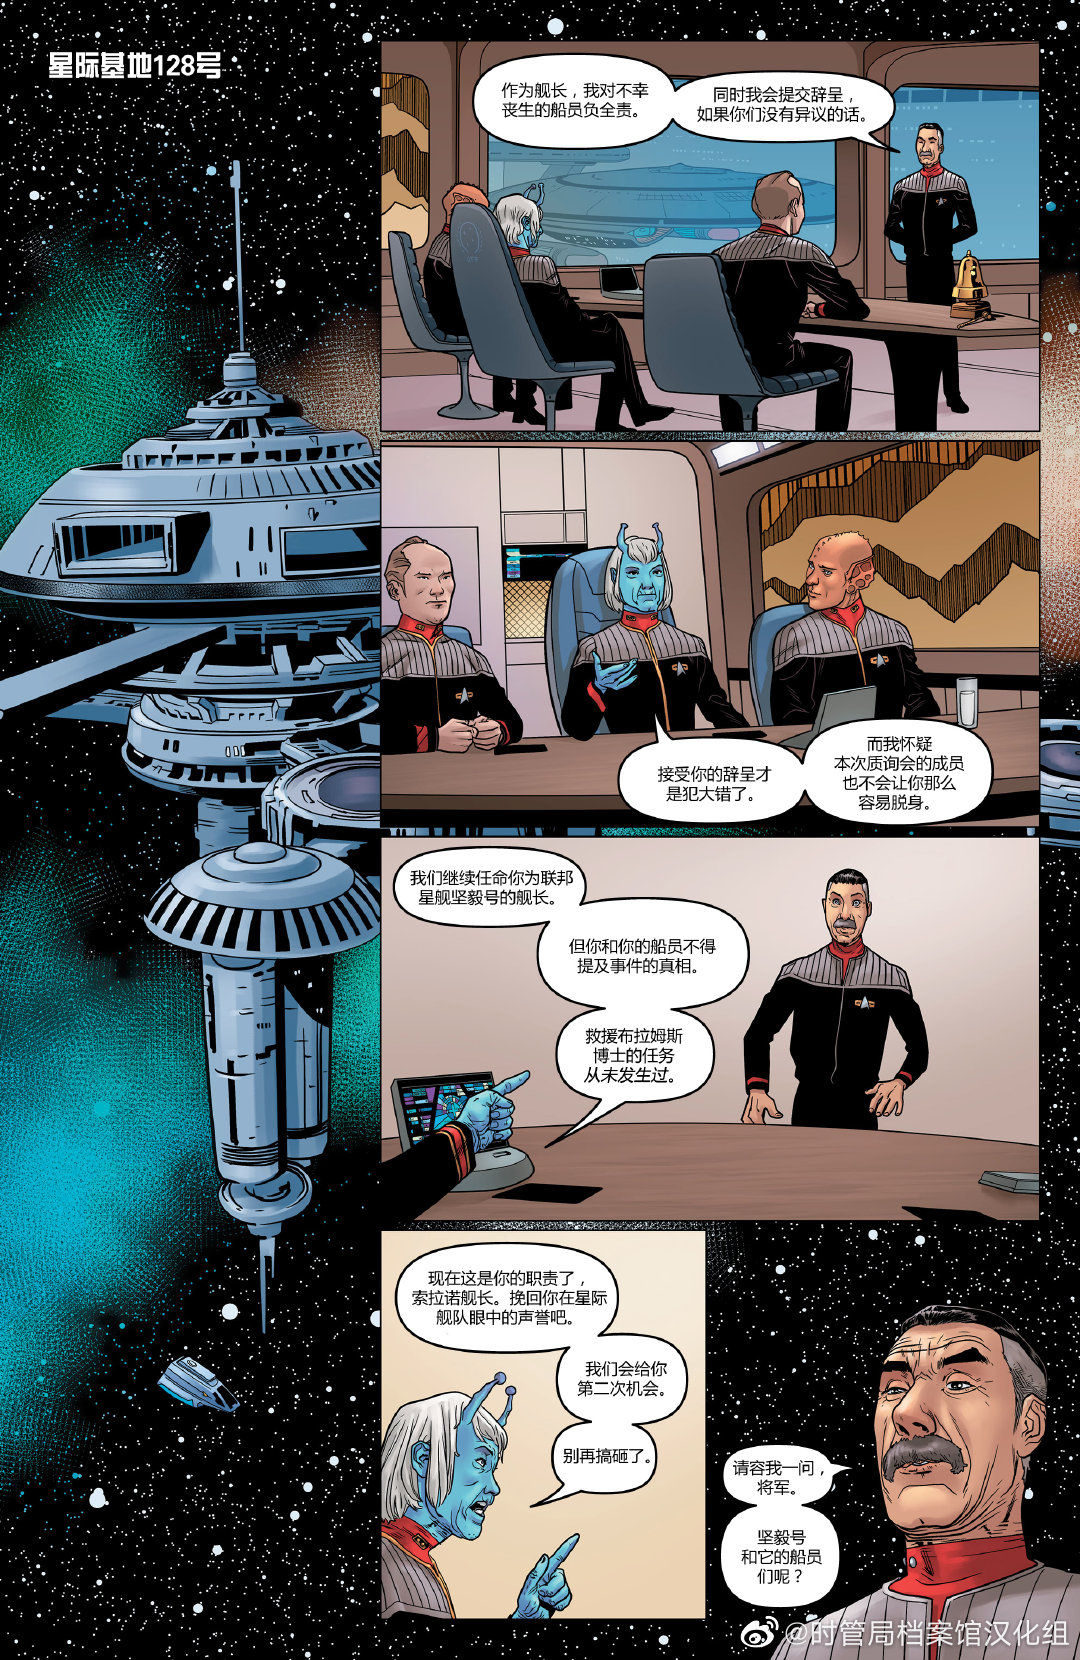 星际基地128号
作为舰长，我对不幸
丧生的船员负全责。
同时我会提交辞呈，
如果你们没有异议的话。
接受你的辞呈才
是犯大错了。
而我怀疑
本次质询会的成员
也不会让你那么
容易脱身。
我们继续任命你为联邦
星舰坚毅号的舰长。
但你和你的船员不得
提及事件的真相。
救援布拉姆斯
博士的任务
从未发生过。
现在这是你的职责了，
索拉诺舰长。挽回你在星际
舰队眼中的声誉吧。
我们会给你
第二次机会。
别再搞砸了。
请容我一问，
将军。
坚毅号
和它的船员
们呢？
@时管局档案馆汉化组